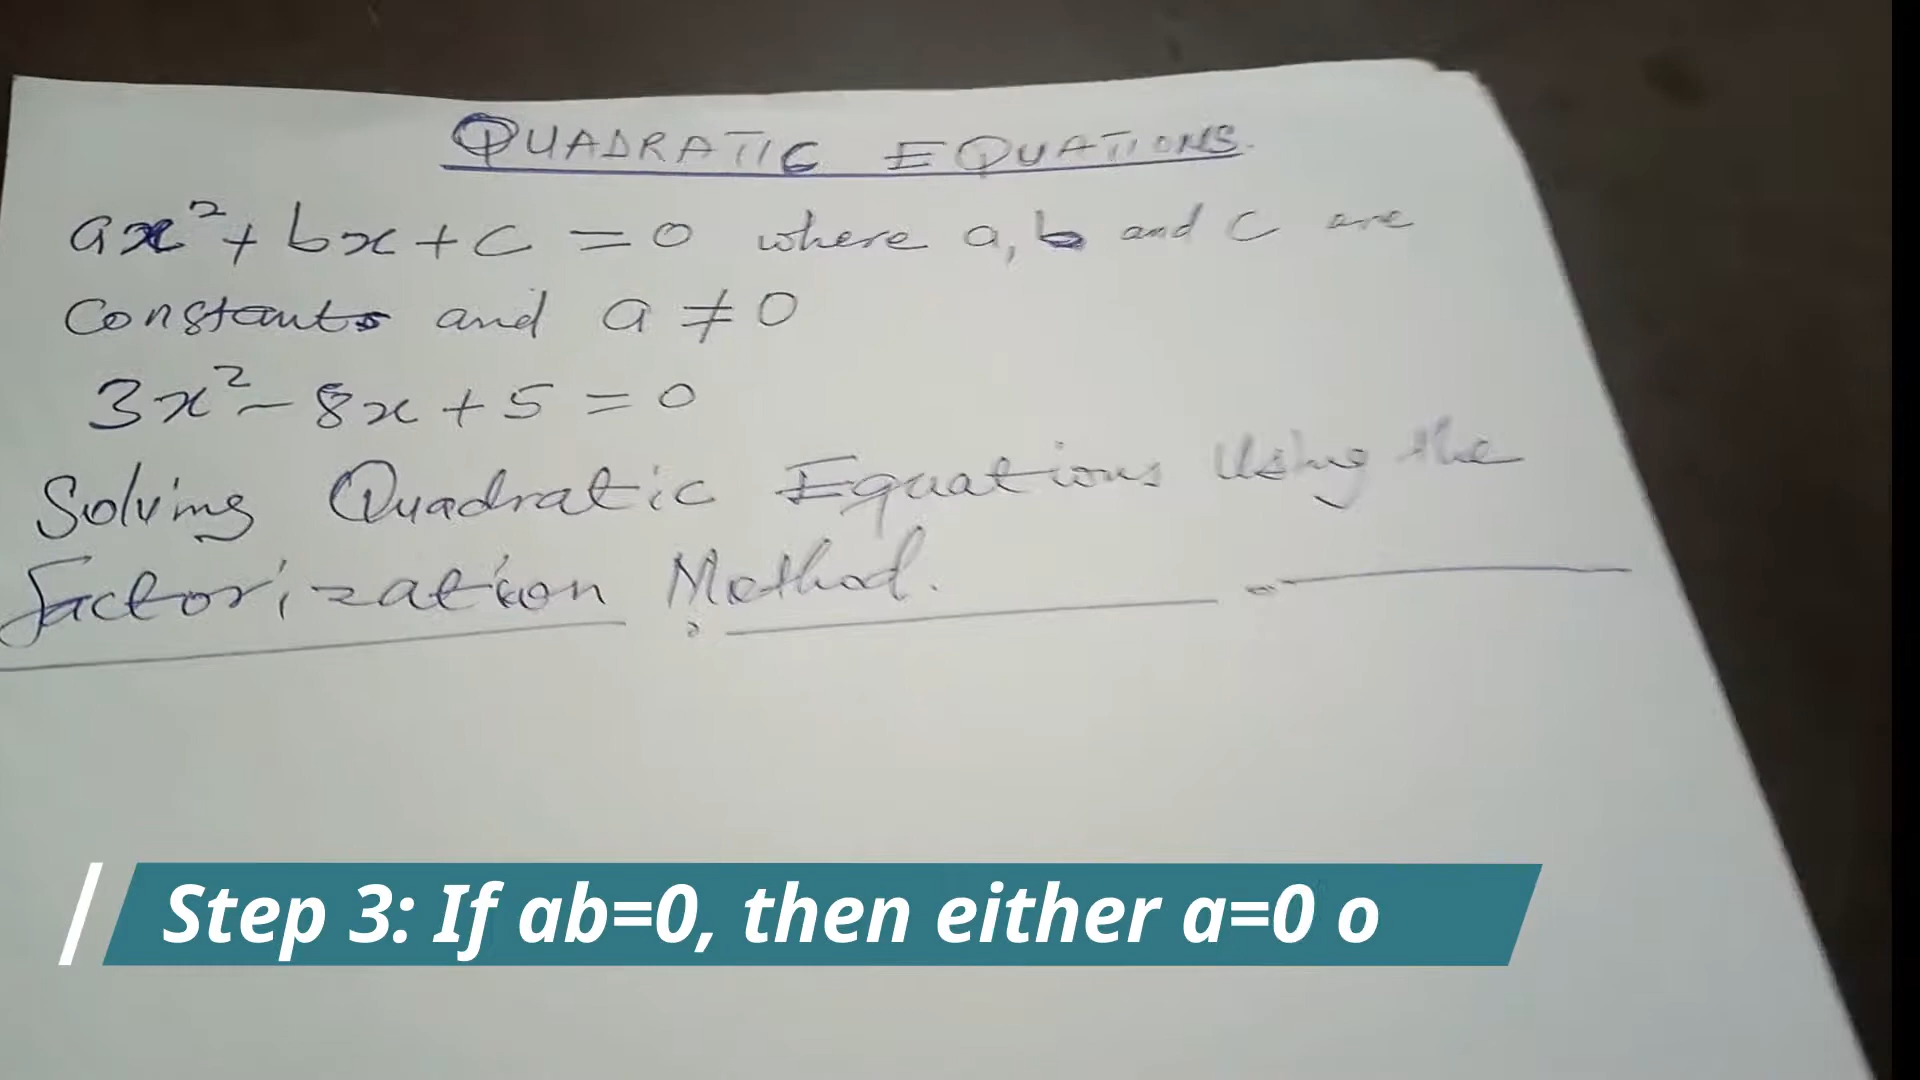 QUADRATIC EQUATIONS.
ax² + bx + c = 0 where a, b and c are
constants and a ≠ 0
3x² - 8x + 5 = 0
Solving Quadratic Equations Using the
Factorization Method.
Step 3: If ab=0, then either a=0 o